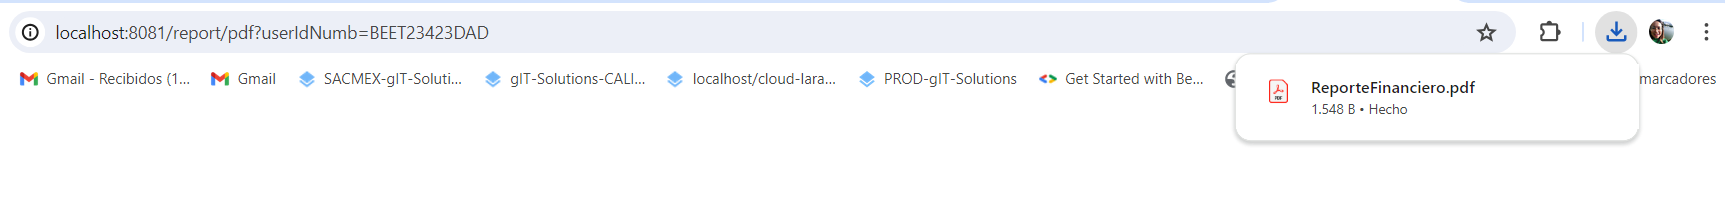 localhost:8081/report/pdf?userIdNumb=BEET23423DAD
Gmail - Recibidos (1... Gmail SACMEX-gIT-Soluti... gIT-Solutions-CALI... localhost/cloud-lara... PROD-gIT-Solutions Get Started with Be... marcadores
ReporteFinanciero.pdf
1.548 B • Hecho